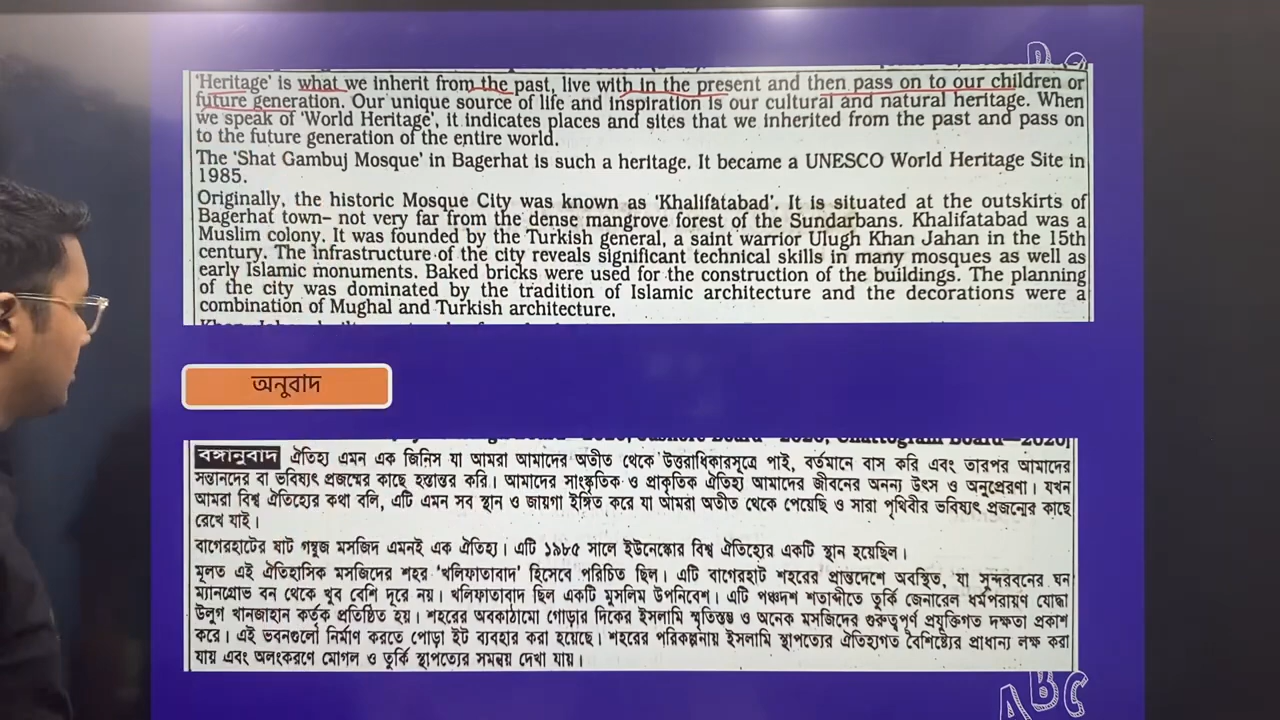 'Heritage' is what we inherit from the past, live with in the present and then pass on to our children or
future generation. Our unique source of life and inspiration is our cultural and natural heritage. When
we speak of 'World Heritage', it indicates places and sites that we inherited from the past and pass on
to the future generation of the entire world.
The 'Shat Gambuj Mosque' in Bagerhat is such a heritage. It became a UNESCO World Heritage Site in
1985.
Originally, the historic Mosque City was known as 'Khalifatabad'. It is situated at the outskirts of
Bagerhat town– not very far from the dense mangrove forest of the Sundarbans. Khalifatabad was a
Muslim colony. It was founded by the Turkish general, a saint warrior Ulugh Khan Jahan in the 15th
century. The infrastructure of the city reveals significant technical skills in many mosques as well as
early Islamic monuments. Baked bricks were used for the construction of the buildings. The planning
of the city was dominated by the tradition of Islamic architecture and the decorations were a
combination of Mughal and Turkish architecture.
অনুবাদ
বঙ্গানুবাদ ঐতিহ্য এমন এক জিনিস যা আমরা আমাদের অতীত থেকে উত্তরাধিকারসূত্রে পাই, বর্তমানে বাস করি এবং তারপর আমাদের
সন্তানদের বা ভবিষ্যৎ প্রজন্মের কাছে হস্তান্তর করি। আমাদের সাংস্কৃতিক ও প্রাকৃতিক ঐতিহ্য আমাদের জীবনের অনন্য উৎস ও অনুপ্রেরণা। যখন
আমরা বিশ্ব ঐতিহ্যের কথা বলি, এটি এমন সব স্থান ও জায়গা ইঙ্গিত করে যা আমরা অতীত থেকে পেয়েছি ও সারা পৃথিবীর ভবিষ্যৎ প্রজন্মের কাছে
রেখে যাই।
বাগেরহাটের ষাট গম্বুজ মসজিদ এমনই এক ঐতিহ্য। এটি ১৯৮৫ সালে ইউনেস্কোর বিশ্ব ঐতিহ্যের একটি স্থান হয়েছিল।
মূলত এই ঐতিহাসিক মসজিদের শহর 'খলিফাতাবাদ' হিসেবে পরিচিত ছিল। এটি বাগেরহাট শহরের প্রান্তদেশে অবস্থিত, যা সুন্দরবনের ঘন
ম্যানগ্রোভ বন থেকে খুব বেশি দূরে নয়। খলিফাতাবাদ ছিল একটি মুসলিম উপনিবেশ। এটি পঞ্চদশ শতাব্দীতে তুর্কি জেনারেল ধর্মপরায়ণ যোদ্ধা
উলুগ খানজাহান কর্তৃক প্রতিষ্ঠিত হয়। শহরের অবকাঠামো গোড়ার দিকের ইসলামি স্মৃতিস্তম্ভ ও অনেক মসজিদের গুরুত্বপূর্ণ প্রযুক্তিগত দক্ষতা প্রকাশ
করে। এই ভবনগুলো নির্মাণ করতে পোড়া ইট ব্যবহার করা হয়েছে। শহরের পরিকল্পনায় ইসলামি স্থাপত্যের ঐতিহ্যগত বৈশিষ্ট্যের প্রাধান্য লক্ষ করা
যায় এবং অলংকরণে মোগল ও তুর্কি স্থাপত্যের সমন্বয় দেখা যায়।
ABC